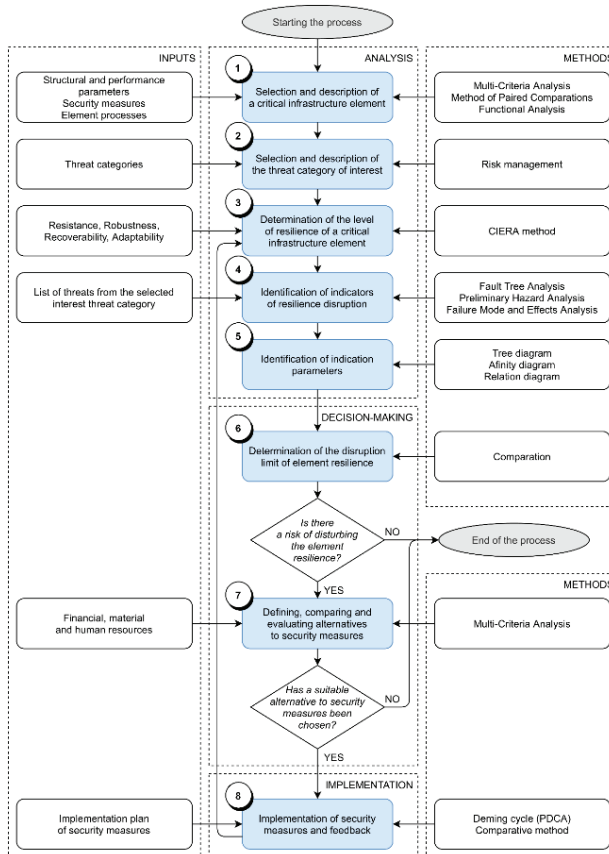 Starting the process
INPUTS
ANALYSIS
METHODS
1
Structural and performance
parameters
Security measures
Element processes
Selection and description of
a critical infrastructure element
Multi-Criteria Analysis
Method of Paired Comparations
Functional Analysis
2
Threat categories
Selection and description of
the threat category of interest
Risk management
3
Resistance, Robustness,
Recoverability, Adaptability
Determination of the level
of resilience of a critical
infrastructure element
CIERA method
4
List of threats from the selected
interest threat category
Identification of indicators
of resilience disruption
Fault Tree Analysis
Preliminary Hazard Analysis
Failure Mode and Effects Analysis
5
Identification of indication
parameters
Tree diagram
Afinity diagram
Relation diagram
DECISION-MAKING
6
Determination of the disruption
limit of element resilience
Comparation
Is there
a risk of disturbing
the element
resilience?
NO
End of the process
YES
METHODS
7
Financial, material
and human resources
Defining, comparing and
evaluating alternatives
to security measures
Multi-Criteria Analysis
Has a suitable
alternative to security
measures been
chosen?
NO
YES
IMPLEMENTATION
8
Implementation plan
of security measures
Implementation of security
measures and feedback
Deming cycle (PDCA)
Comparative method